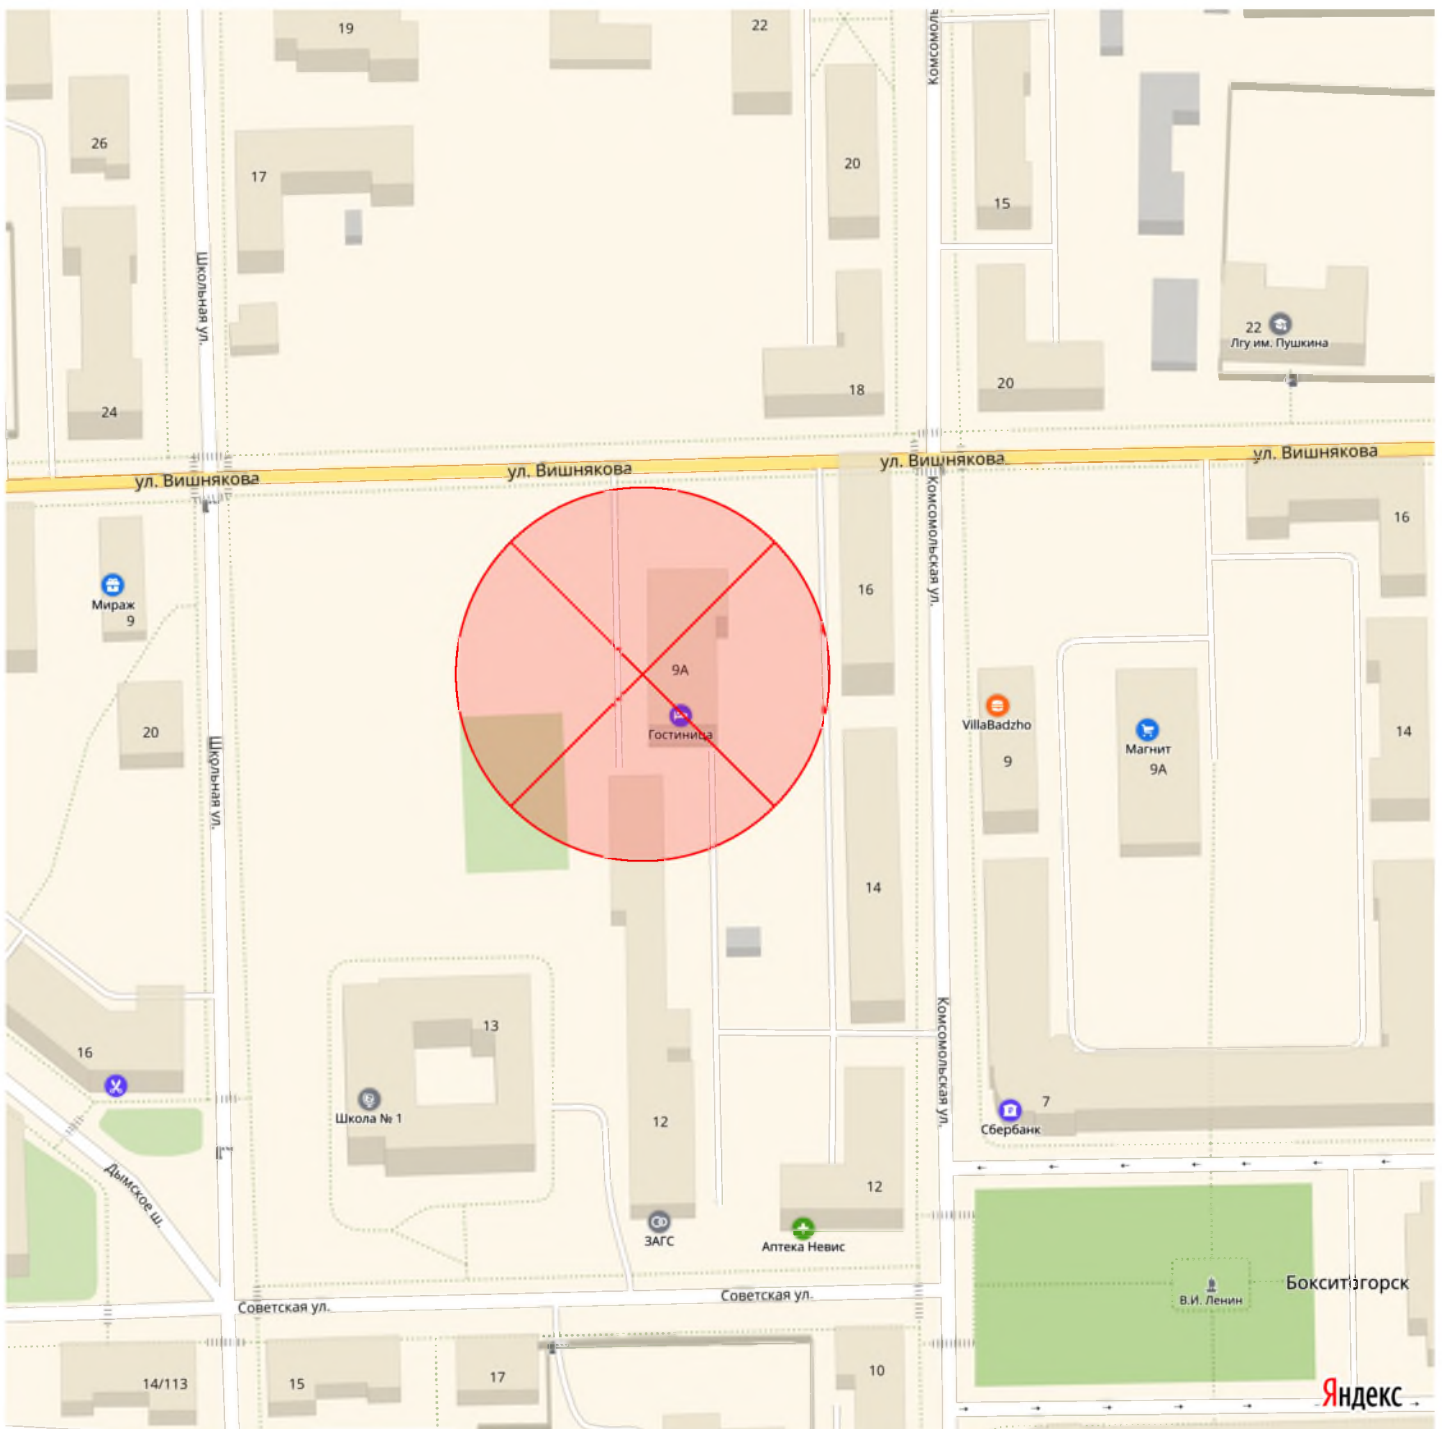 19
22
Комсомоль
26
20
17
15
Школьная ул.
22
Лгу им. Пушкина
18
20
24
ул. Вишнякова
ул. Вишнякова
ул. Вишнякова
ул. Вишнякова
Комсомольская ул.
16
Мираж
9
16
9А
Гостиница
VillaBadzho
9
Магнит
9А
14
20
Школьная ул.
14
13
Комсомольская ул.
16
Школа № 1
12
7
Сбербанк
Дымское ш.
12
ЗАГС
Аптека Невис
Советская ул.
Советская ул.
В.И. Ленин
Бокситогорск
14/113
15
17
10
Яндекс